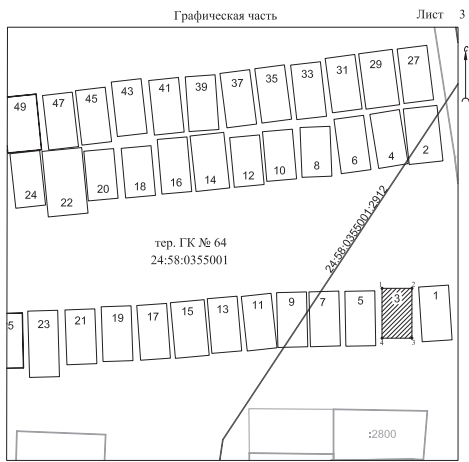 Графическая часть
Лист 3
С
49 47 45 43 41 39 37 35 33 31 29 27
24 22 20 18 16 14 12 10 8 6 4 2
тер. ГК № 64
24:58:0355001
24:58:0355001:2912
5 23 21 19 17 15 13 11 9 7 5 3 1
1 2
4 3
:2800